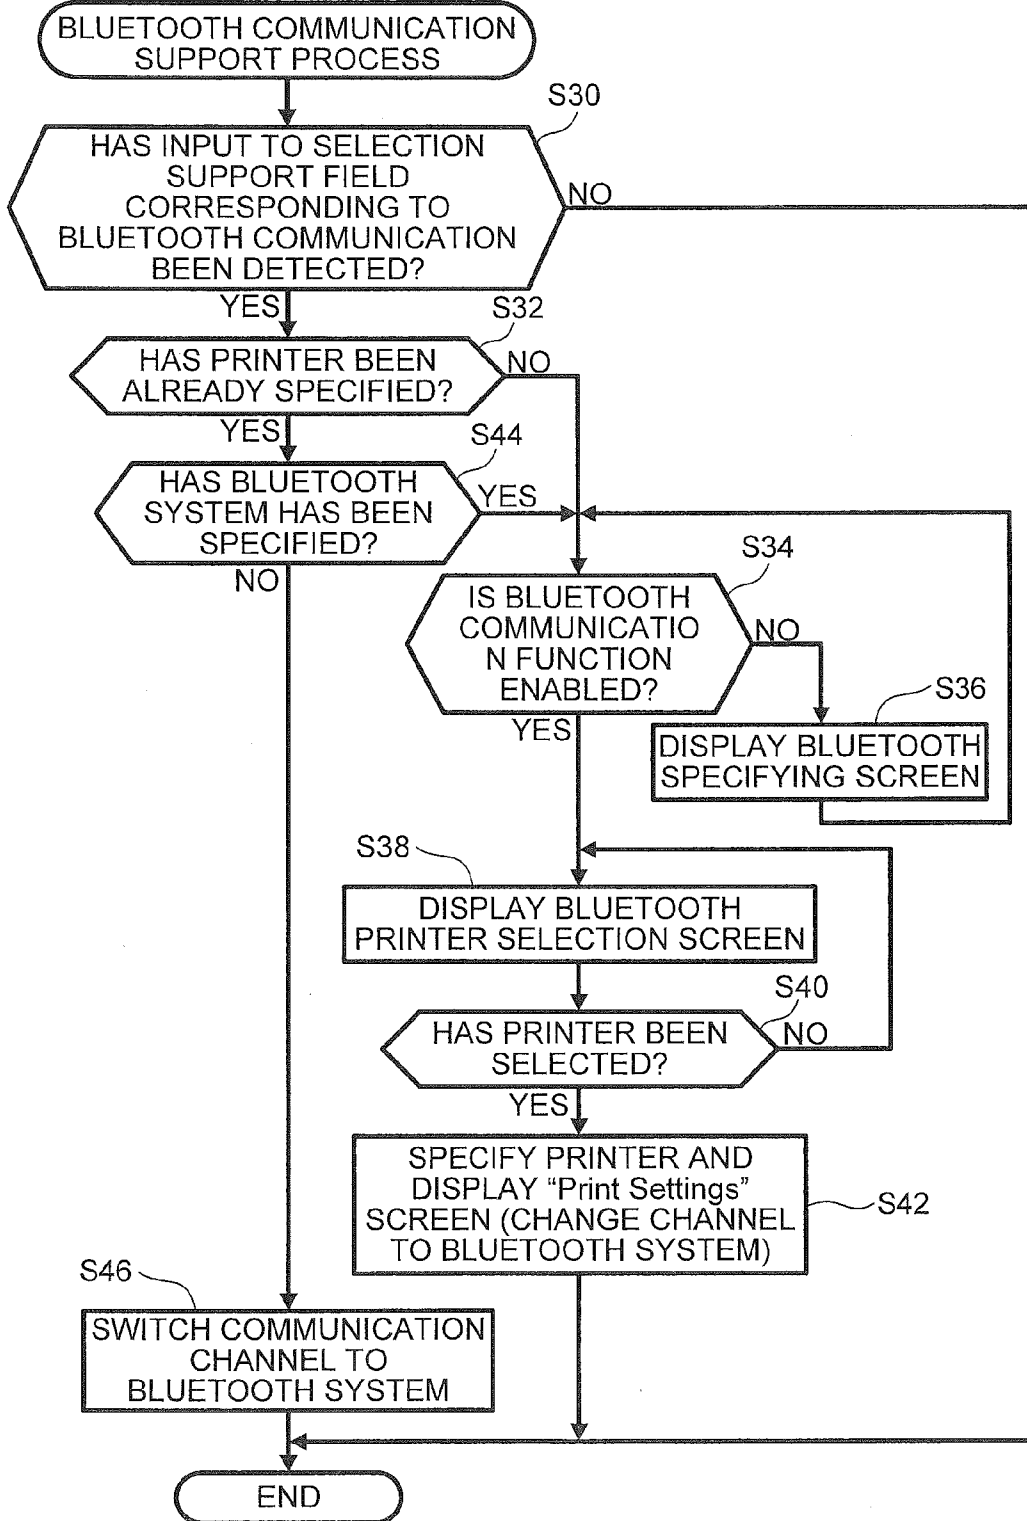 BLUETOOTH COMMUNICATION
SUPPORT PROCESS
S30
HAS INPUT TO SELECTION
SUPPORT FIELD
CORRESPONDING TO
BLUETOOTH COMMUNICATION
BEEN DETECTED?
NO
YES
S32
HAS PRINTER BEEN
ALREADY SPECIFIED?
NO
YES
S44
HAS BLUETOOTH
SYSTEM HAS BEEN
SPECIFIED?
YES
NO
S34
IS BLUETOOTH
COMMUNICATIO
N FUNCTION
ENABLED?
NO
YES
S36
DISPLAY BLUETOOTH
SPECIFYING SCREEN
S38
DISPLAY BLUETOOTH
PRINTER SELECTION SCREEN
S40
HAS PRINTER BEEN
SELECTED?
NO
YES
SPECIFY PRINTER AND
DISPLAY “Print Settings”
SCREEN (CHANGE CHANNEL
TO BLUETOOTH SYSTEM)
S42
S46
SWITCH COMMUNICATION
CHANNEL TO
BLUETOOTH SYSTEM
END